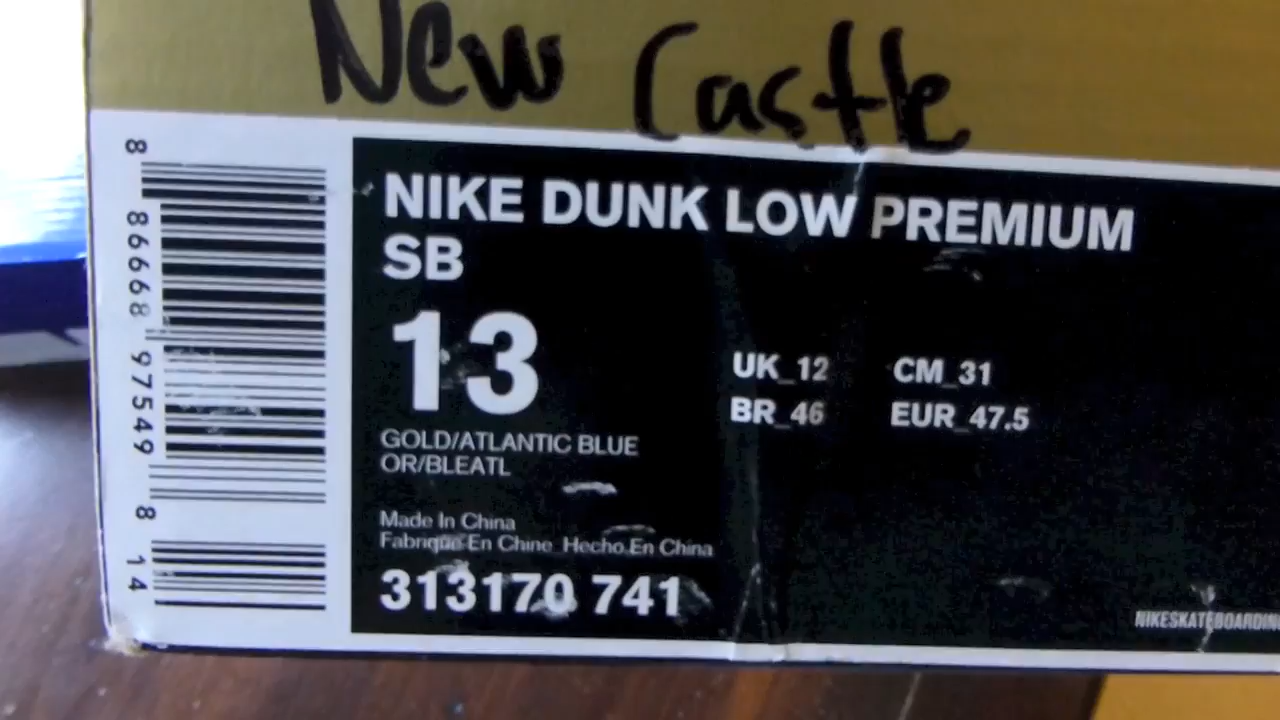 New Castle
NIKE DUNK LOW PREMIUM
SB
13
UK_12 CM_31
BR_46 EUR_47.5
GOLD/ATLANTIC BLUE
OR/BLEATL
Made In China
Fabriqué En Chine Hecho En China
313170 741
NIKESKATEBOARDIN
8 86668 97549 8 14